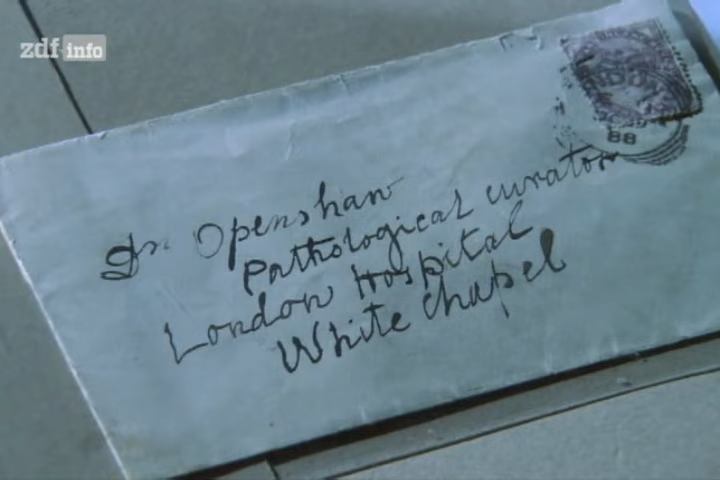 zdf info
88
Dr. Openshaw
Pathological curator
London Hospital
White chapel